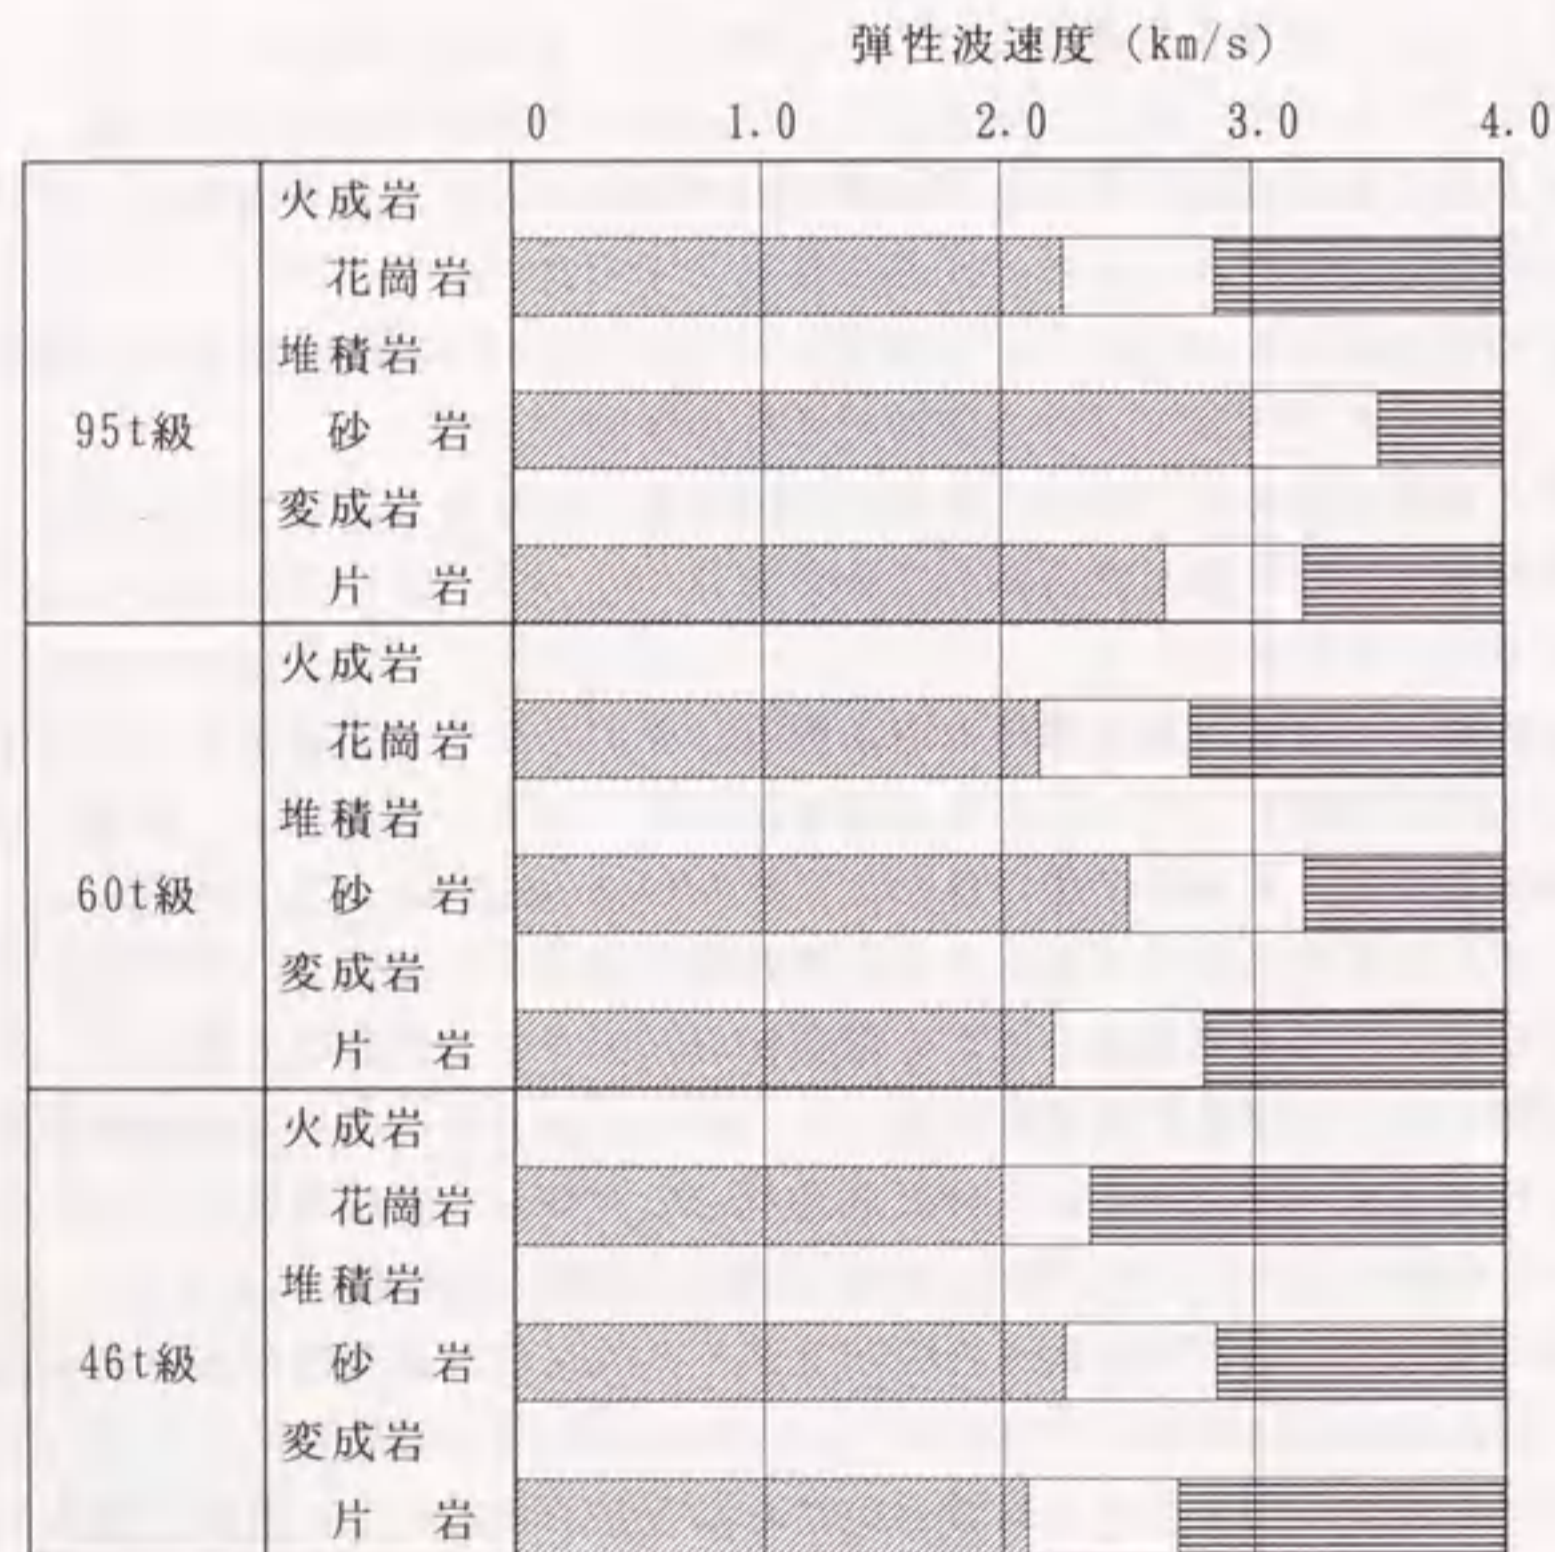 弾性波速度（km/s）
0 1.0 2.0 3.0 4.0
95t級
火成岩
花崗岩
堆積岩
砂 岩
変成岩
片 岩
60t級
火成岩
花崗岩
堆積岩
砂 岩
変成岩
片 岩
46t級
火成岩
花崗岩
堆積岩
砂 岩
変成岩
片 岩